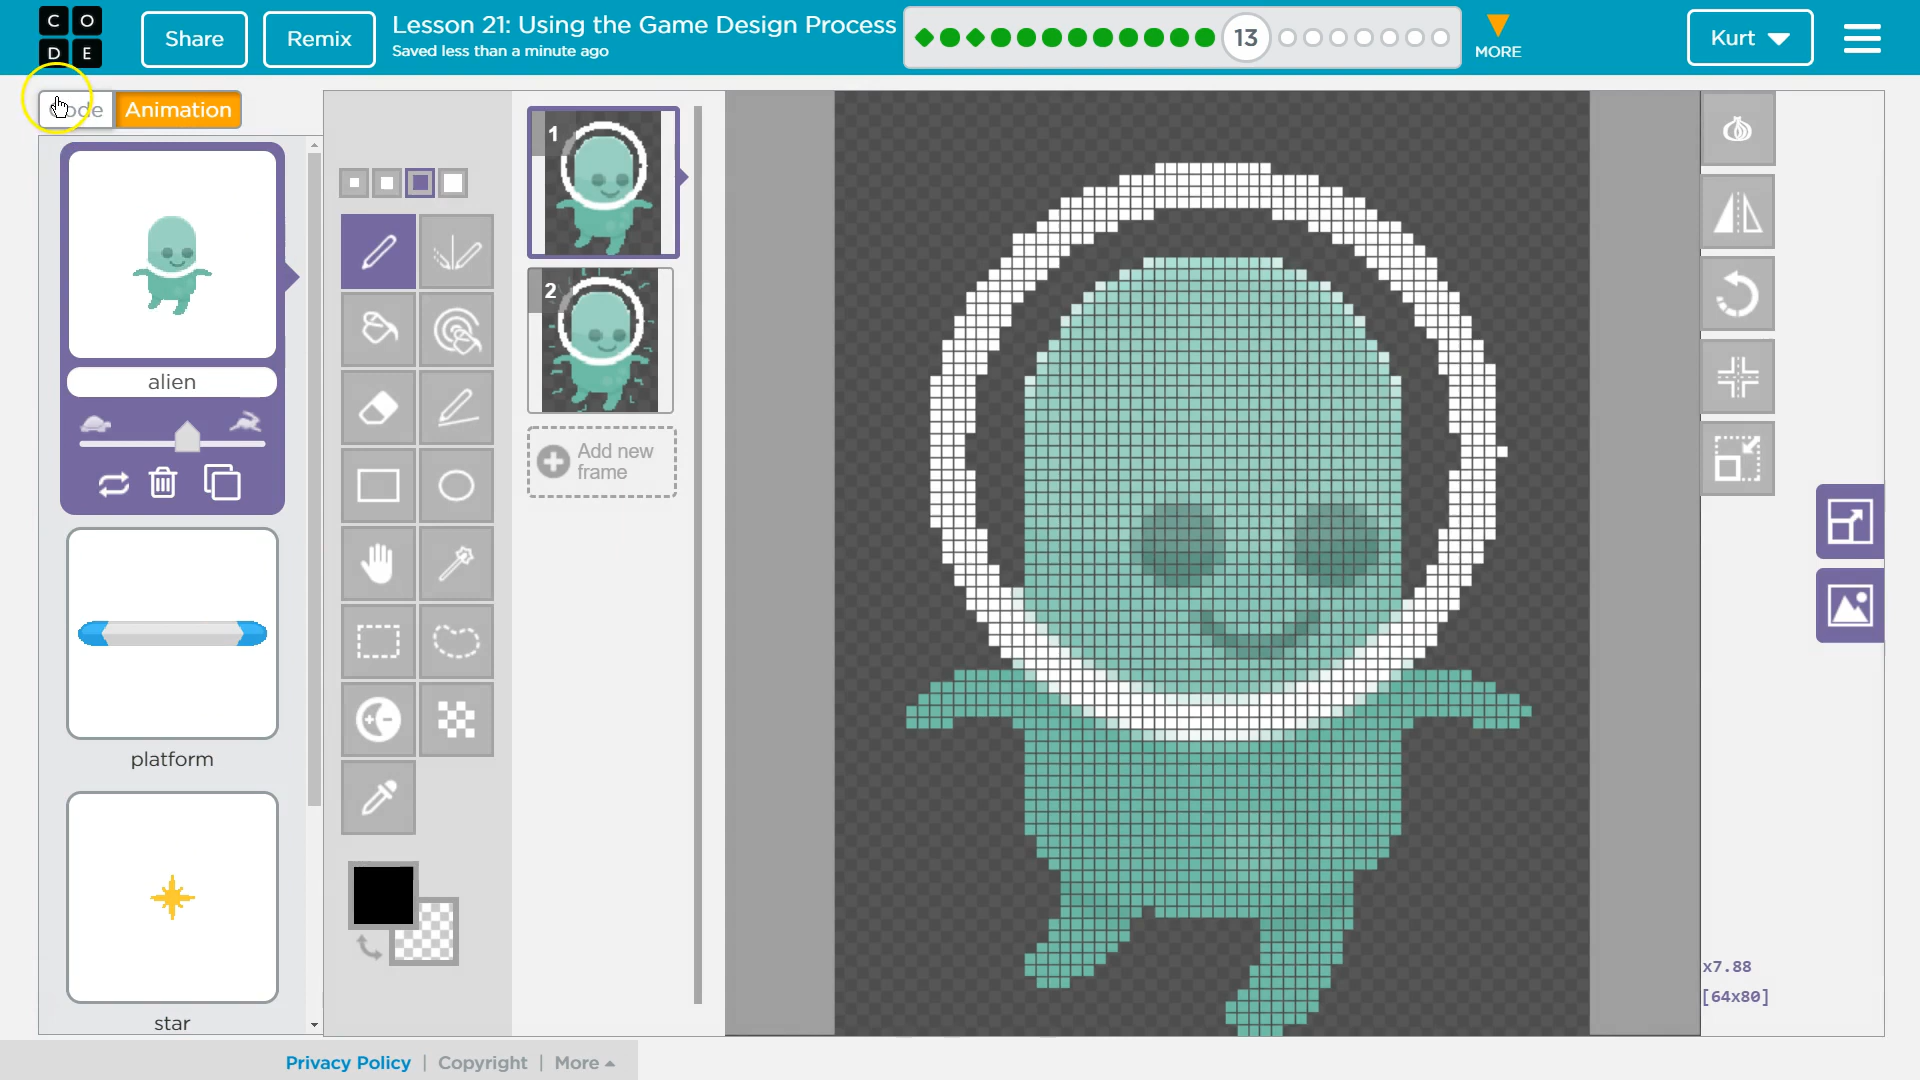 C O
D E
Share
Remix
Lesson 21: Using the Game Design Process
Saved less than a minute ago
13
MORE
Kurt
Code
Animation
alien
platform
star
1
2
Add new
frame
x7.88
[64x80]
Privacy Policy | Copyright | More